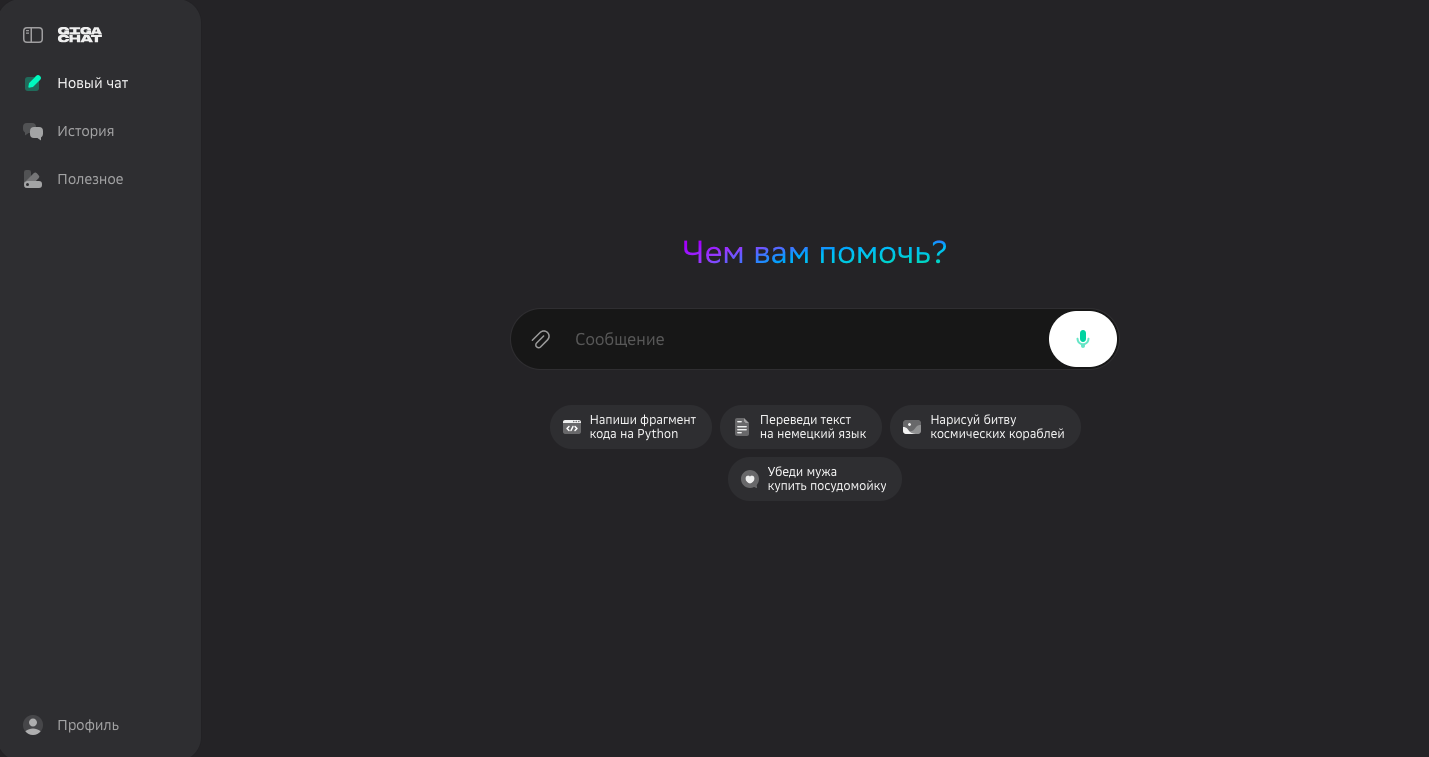 GIGA
CHAT
Новый чат
История
Полезное
Профиль
Чем вам помочь?
Сообщение
Напиши фрагмент
кода на Python
Переведи текст
на немецкий язык
Нарисуй битву
космических кораблей
Убеди мужа
купить посудомойку